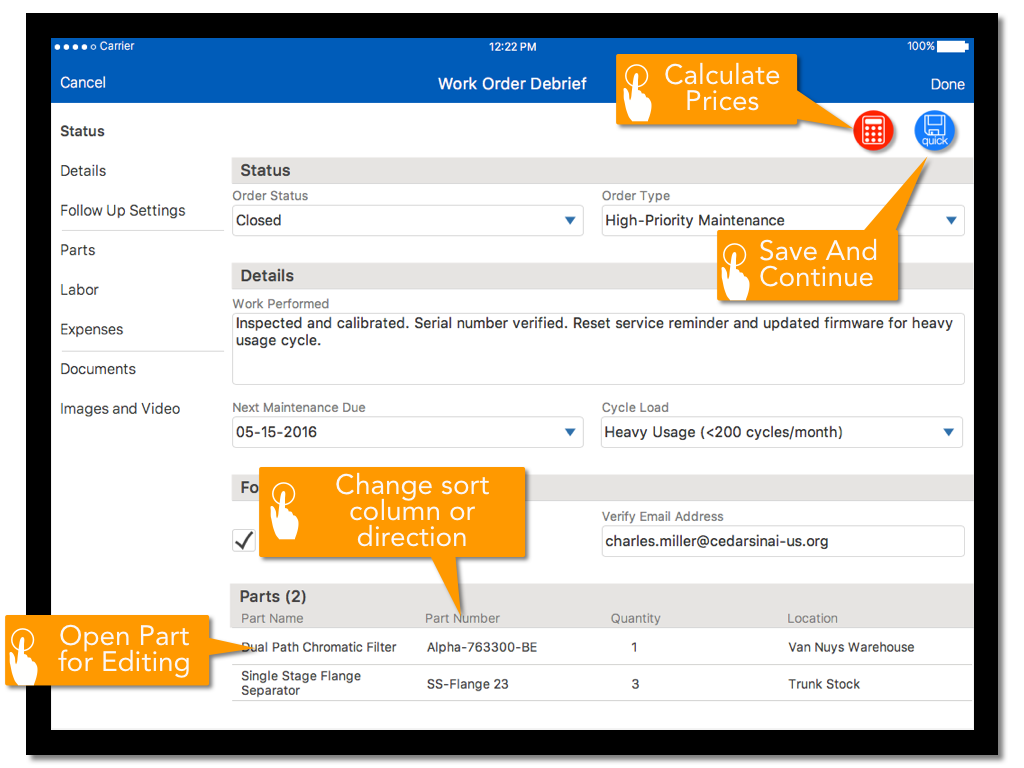 Carrier
12:22 PM
100%
Cancel
Work Order Debrief
Done
Calculate
Prices
quick
Save And
Continue
Status
Details
Follow Up Settings
Parts
Labor
Expenses
Documents
Images and Video
Status
Order Status
Order Type
Closed
High-Priority Maintenance
Details
Work Performed
Inspected and calibrated. Serial number verified. Reset service reminder and updated firmware for heavy
usage cycle.
Next Maintenance Due
Cycle Load
05-15-2016
Heavy Usage (<200 cycles/month)
Fo
Change sort
column or
direction
Verify Email Address
charles.miller@cedarsinai-us.org
Parts (2)
Part Name
Part Number
Quantity
Location
Open Part
for Editing
Dual Path Chromatic Filter
Alpha-763300-BE
1
Van Nuys Warehouse
Single Stage Flange
Separator
SS-Flange 23
3
Trunk Stock